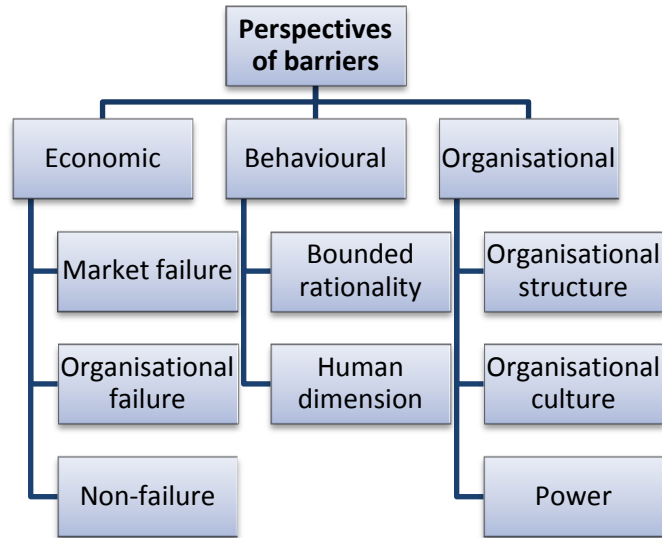 Perspectives
of barriers
Economic
Behavioural
Organisational
Market failure
Bounded
rationality
Organisational
structure
Organisational
failure
Human
dimension
Organisational
culture
Non-failure
Power